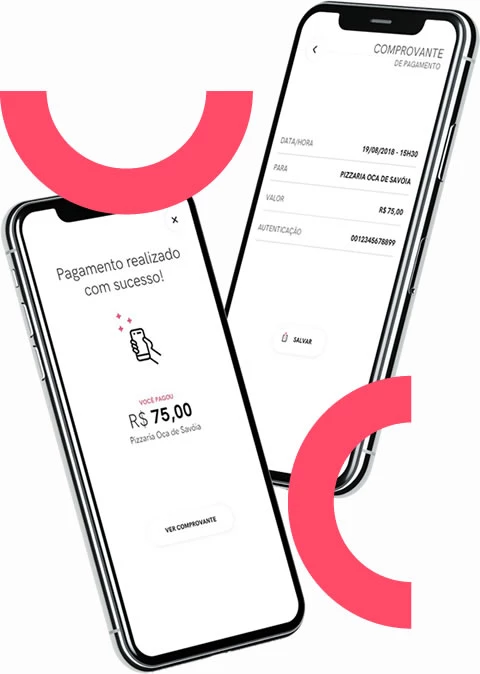 COMPROVANTE
DE PAGAMENTO
DATA/HORA
19/08/2018 - 15H30
PARA
PIZZARIA OCA DE SAVÓIA
VALOR
R$ 75,00
AUTENTICAÇÃO
0012345678899
SALVAR
Pagamento realizado
com sucesso!
VOCÊ PAGOU
R$ 75,00
Pizzaria Oca de Savóia
VER COMPROVANTE